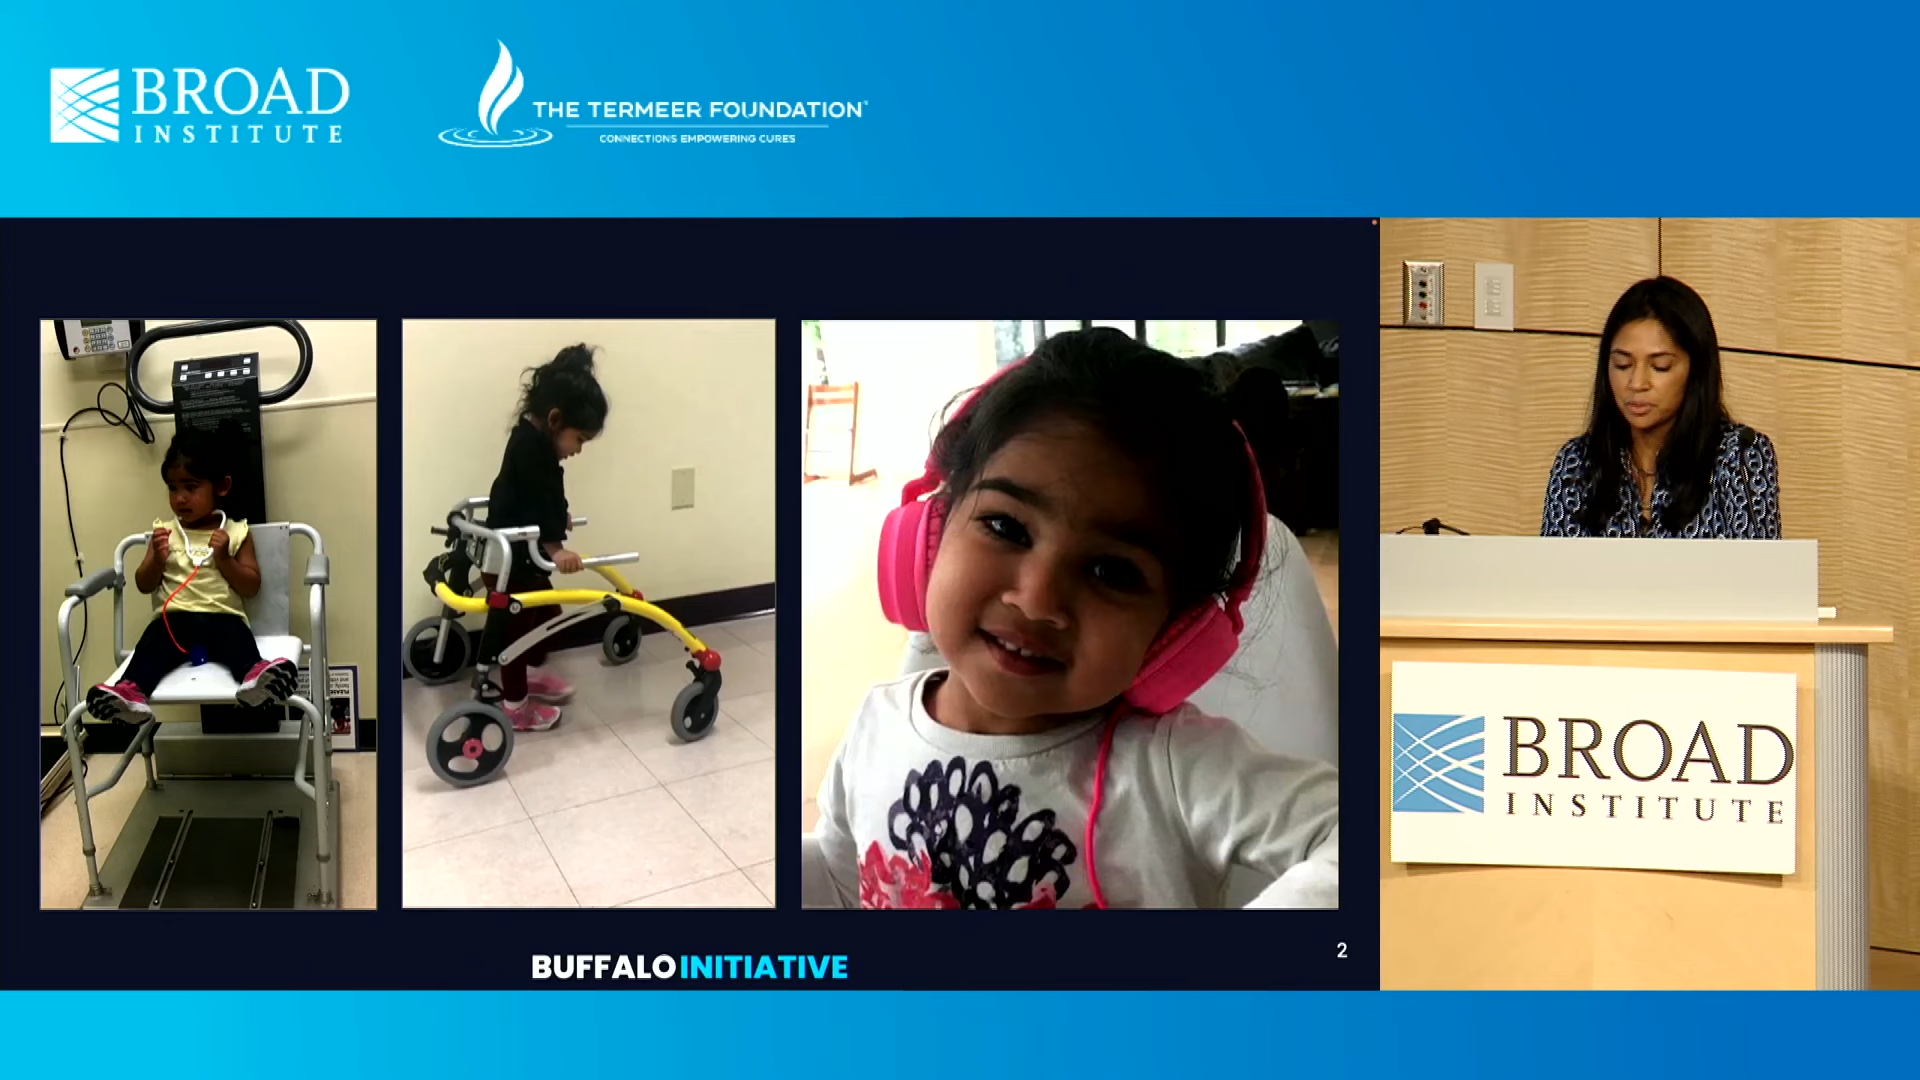 BROAD
INSTITUTE
THE TERMEER FOUNDATION
CONNECTIONS EMPOWERING CURES
BUFFALO INITIATIVE
2
BROAD
INSTITUTE